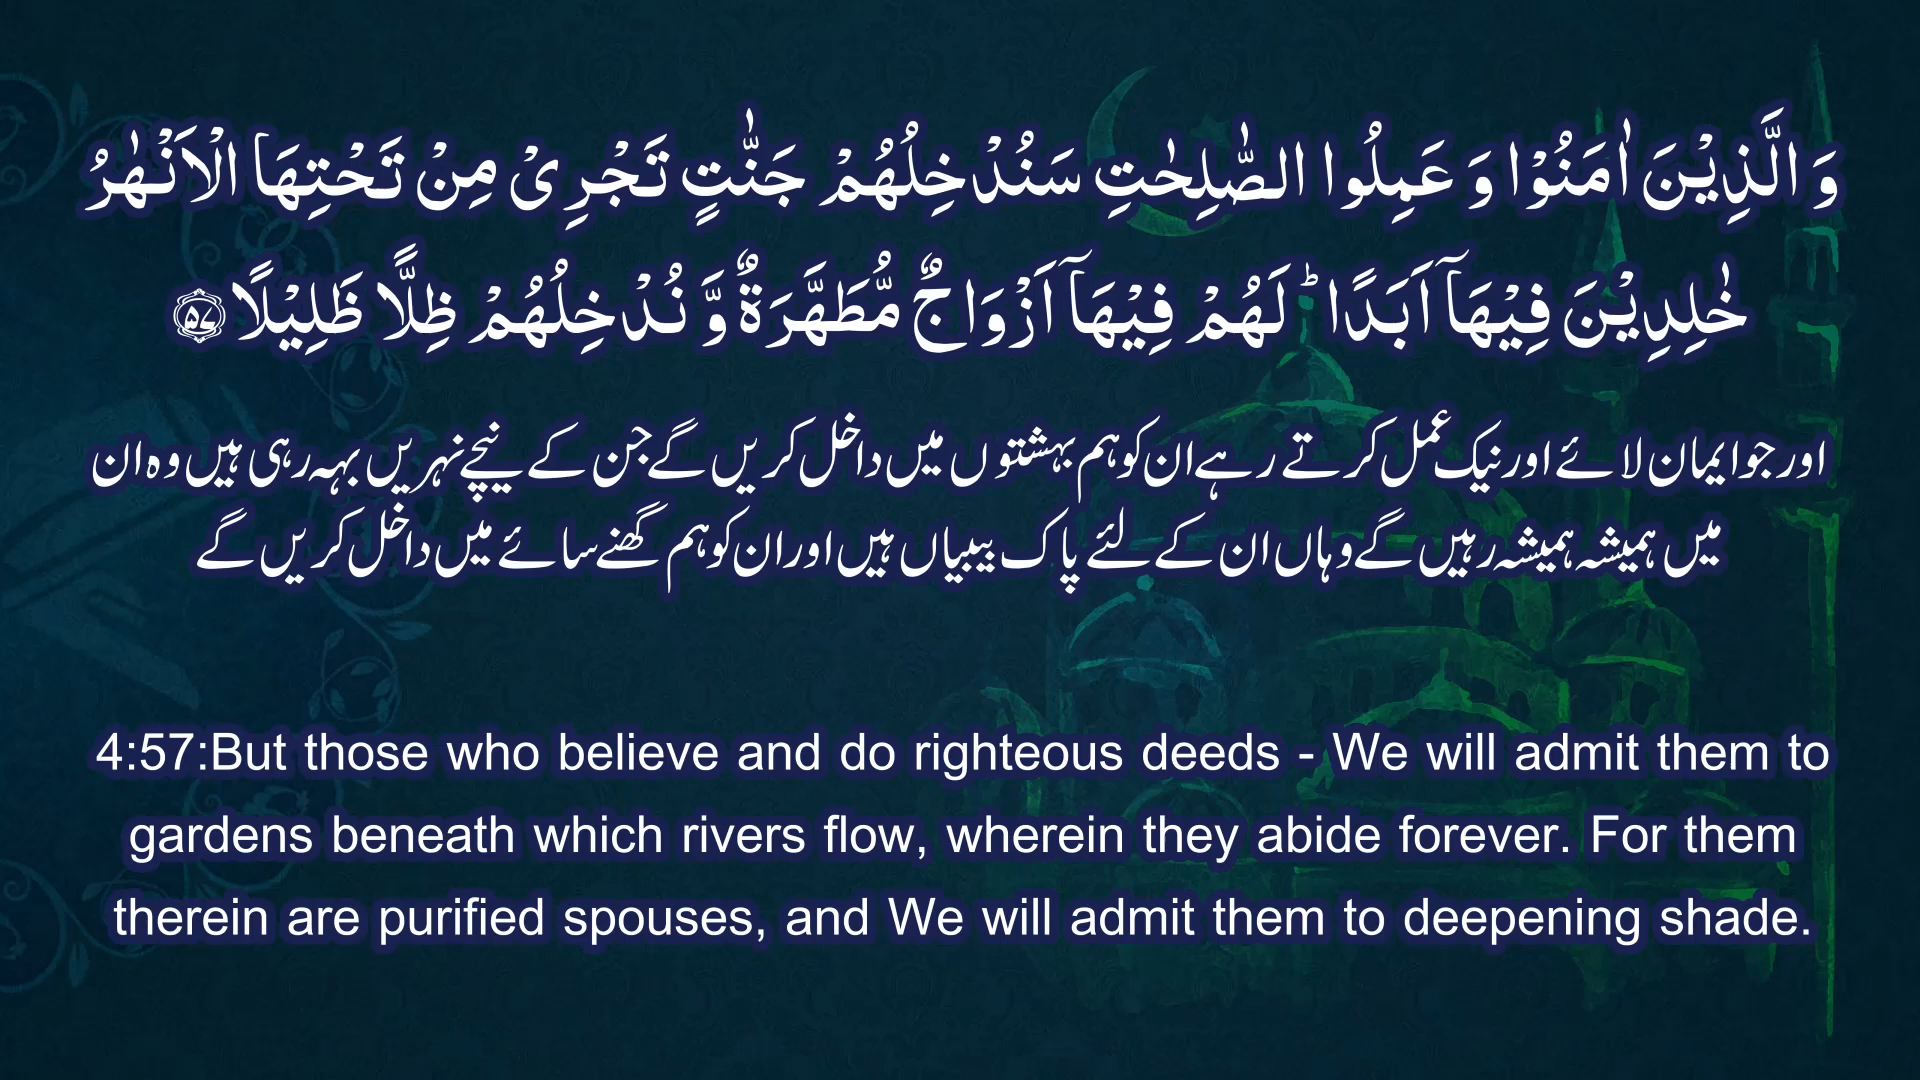 وَ الَّذِیْنَ اٰمَنُوْا وَ عَمِلُوا الصّٰلِحٰتِ سَنُدْخِلُهُمْ جَنّٰتٍ تَجْرِیْ مِنْ تَحْتِهَا الْاَنْهٰرُ
خٰلِدِیْنَ فِیْهَاۤ اَبَدًاؕ لَهُمْ فِیْهَاۤ اَزْوَاجٌ مُّطَهَّرَةٌ وَّ نُدْخِلُهُمْ ظِلًّا ظَلِیْلًا ۝۵۷
اور جو ایمان لائے اور نیک عمل کرتے رہے ان کو ہم بہشتوں میں داخل کریں گے جن کے نیچے نہریں بہہ رہی ہیں وہ ان
میں ہمیشہ ہمیشہ رہیں گے وہاں ان کے لئے پاک بیبیاں ہیں اور ان کو ہم گھنے سائے میں داخل کریں گے
4:57:But those who believe and do righteous deeds - We will admit them to
gardens beneath which rivers flow, wherein they abide forever. For them
therein are purified spouses, and We will admit them to deepening shade.